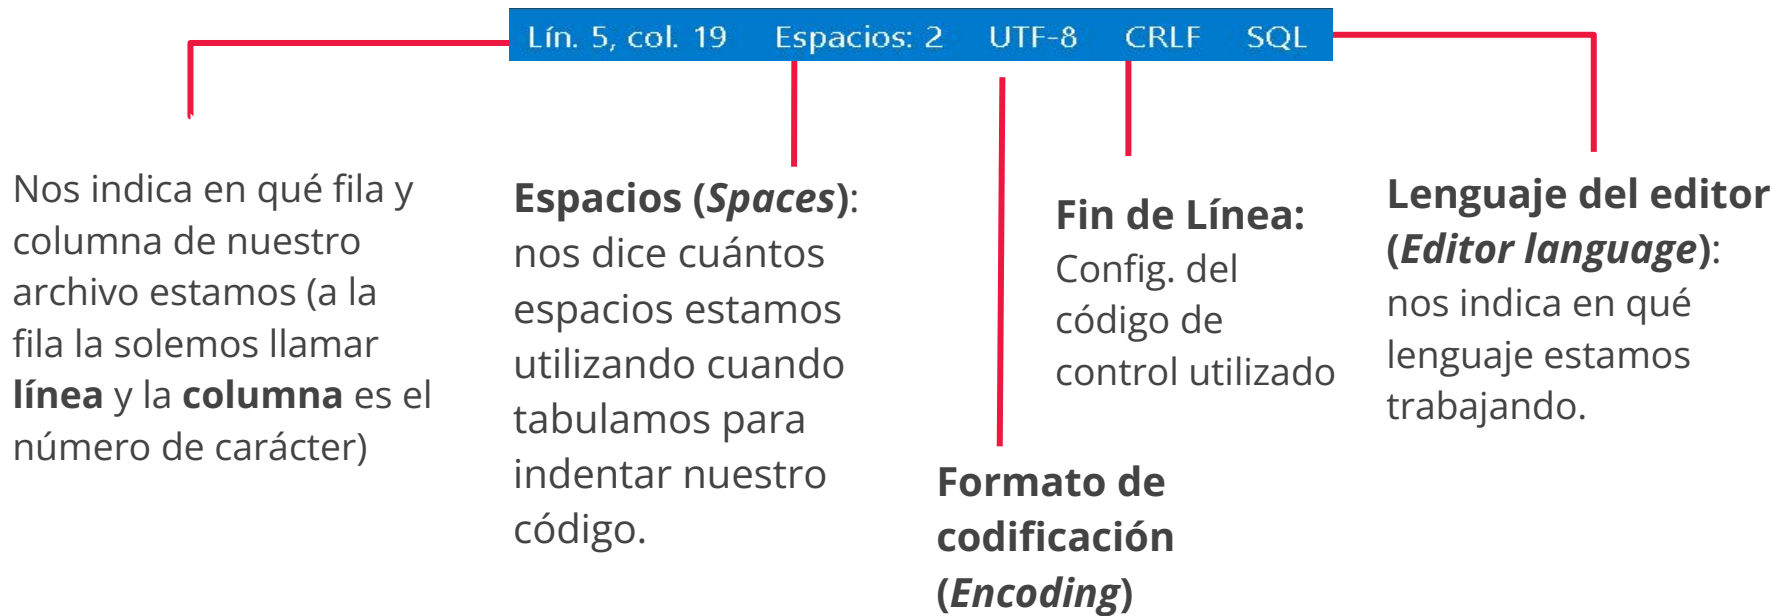 Lín. 5, col. 19 Espacios: 2 UTF-8 CRLF SQL
Nos indica en qué fila y
columna de nuestro
archivo estamos (a la
fila la solemos llamar
línea y la columna es el
número de carácter)
Espacios (Spaces):
nos dice cuántos
espacios estamos
utilizando cuando
tabulamos para
indentar nuestro
código.
Formato de
codificación
(Encoding)
Fin de Línea:
Config. del
código de
control utilizado
Lenguaje del editor
(Editor language):
nos indica en qué
lenguaje estamos
trabajando.